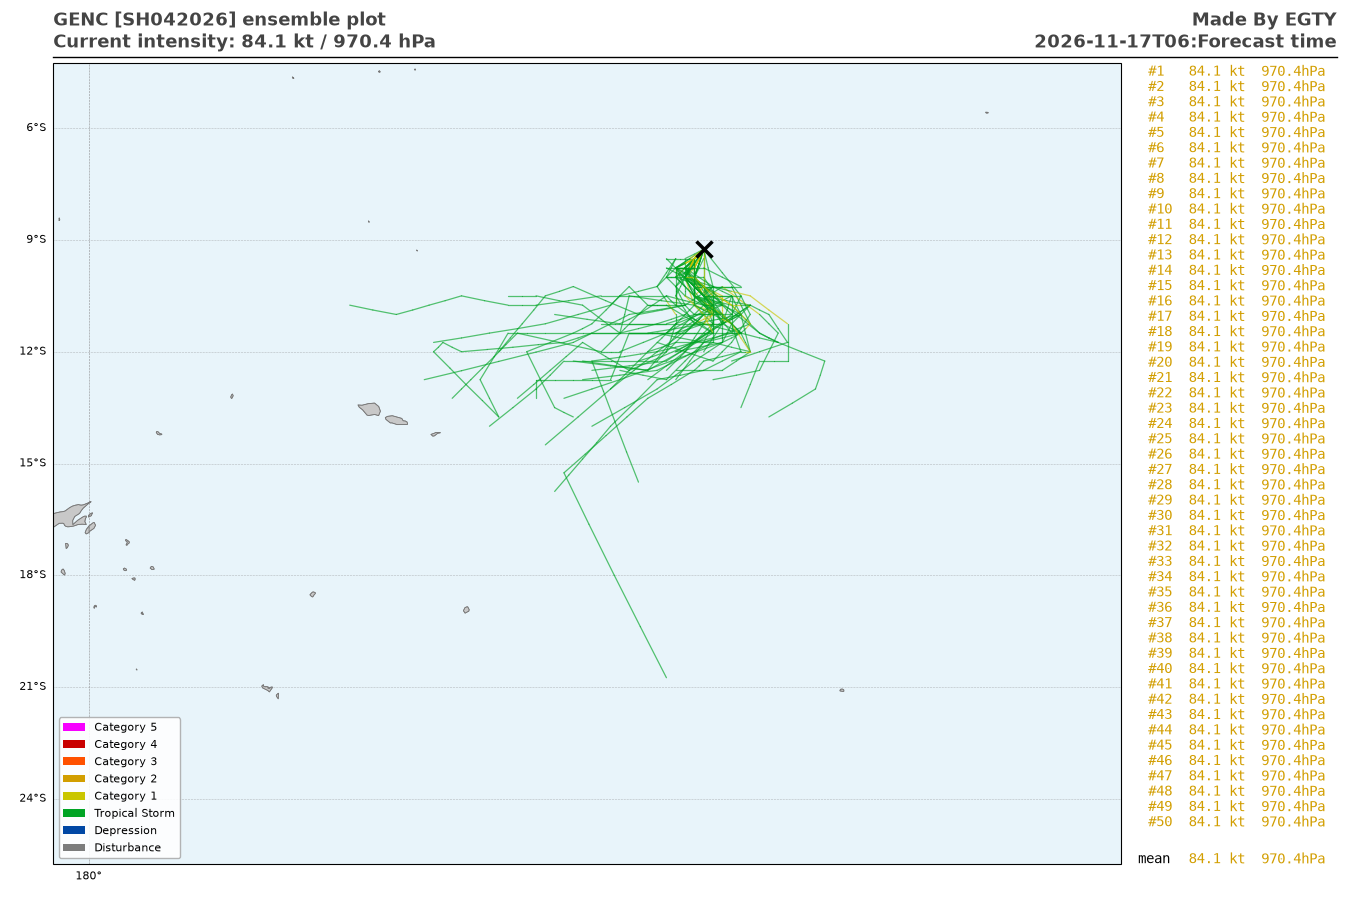 GENC [SH042026] ensemble plot
Current intensity: 84.1 kt / 970.4 hPa
Made By EGTY
2026-11-17T06:Forecast time
6°S
9°S
12°S
15°S
18°S
21°S
24°S
180°
Category 5
Category 4
Category 3
Category 2
Category 1
Tropical Storm
Depression
Disturbance
#1 84.1 kt 970.4hPa
#2 84.1 kt 970.4hPa
#3 84.1 kt 970.4hPa
#4 84.1 kt 970.4hPa
#5 84.1 kt 970.4hPa
#6 84.1 kt 970.4hPa
#7 84.1 kt 970.4hPa
#8 84.1 kt 970.4hPa
#9 84.1 kt 970.4hPa
#10 84.1 kt 970.4hPa
#11 84.1 kt 970.4hPa
#12 84.1 kt 970.4hPa
#13 84.1 kt 970.4hPa
#14 84.1 kt 970.4hPa
#15 84.1 kt 970.4hPa
#16 84.1 kt 970.4hPa
#17 84.1 kt 970.4hPa
#18 84.1 kt 970.4hPa
#19 84.1 kt 970.4hPa
#20 84.1 kt 970.4hPa
#21 84.1 kt 970.4hPa
#22 84.1 kt 970.4hPa
#23 84.1 kt 970.4hPa
#24 84.1 kt 970.4hPa
#25 84.1 kt 970.4hPa
#26 84.1 kt 970.4hPa
#27 84.1 kt 970.4hPa
#28 84.1 kt 970.4hPa
#29 84.1 kt 970.4hPa
#30 84.1 kt 970.4hPa
#31 84.1 kt 970.4hPa
#32 84.1 kt 970.4hPa
#33 84.1 kt 970.4hPa
#34 84.1 kt 970.4hPa
#35 84.1 kt 970.4hPa
#36 84.1 kt 970.4hPa
#37 84.1 kt 970.4hPa
#38 84.1 kt 970.4hPa
#39 84.1 kt 970.4hPa
#40 84.1 kt 970.4hPa
#41 84.1 kt 970.4hPa
#42 84.1 kt 970.4hPa
#43 84.1 kt 970.4hPa
#44 84.1 kt 970.4hPa
#45 84.1 kt 970.4hPa
#46 84.1 kt 970.4hPa
#47 84.1 kt 970.4hPa
#48 84.1 kt 970.4hPa
#49 84.1 kt 970.4hPa
#50 84.1 kt 970.4hPa
mean 84.1 kt 970.4hPa